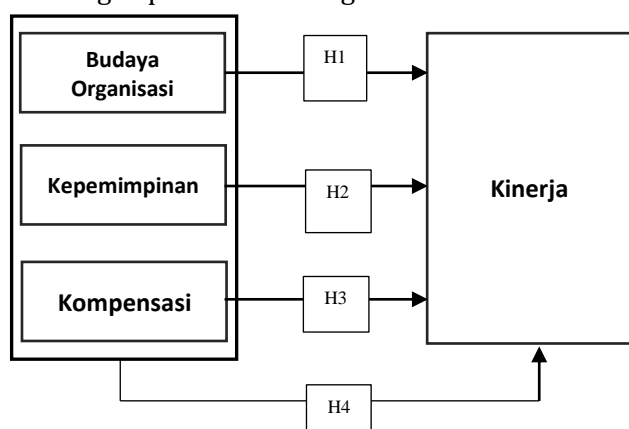 Budaya
Organisasi
H1
Kepemimpinan
H2
Kinerja
Kompensasi
H3
H4